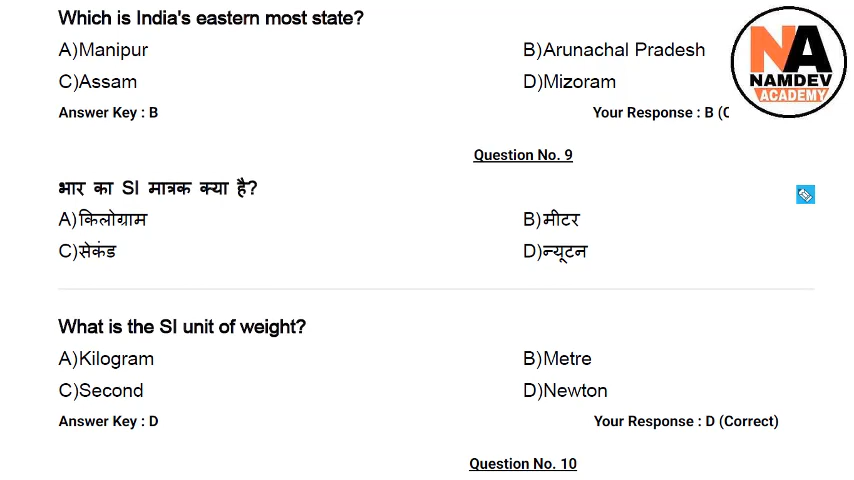 Which is India's eastern most state?
A)Manipur B)Arunachal Pradesh
C)Assam D)Mizoram
Answer Key : B Your Response : B
NA
NAMDEV
ACADEMY
Question No. 9
भार का SI मात्रक क्या है?
A)किलोग्राम B)मीटर
C)सेकंड D)न्यूटन
What is the SI unit of weight?
A)Kilogram B)Metre
C)Second D)Newton
Answer Key : D Your Response : D (Correct)
Question No. 10